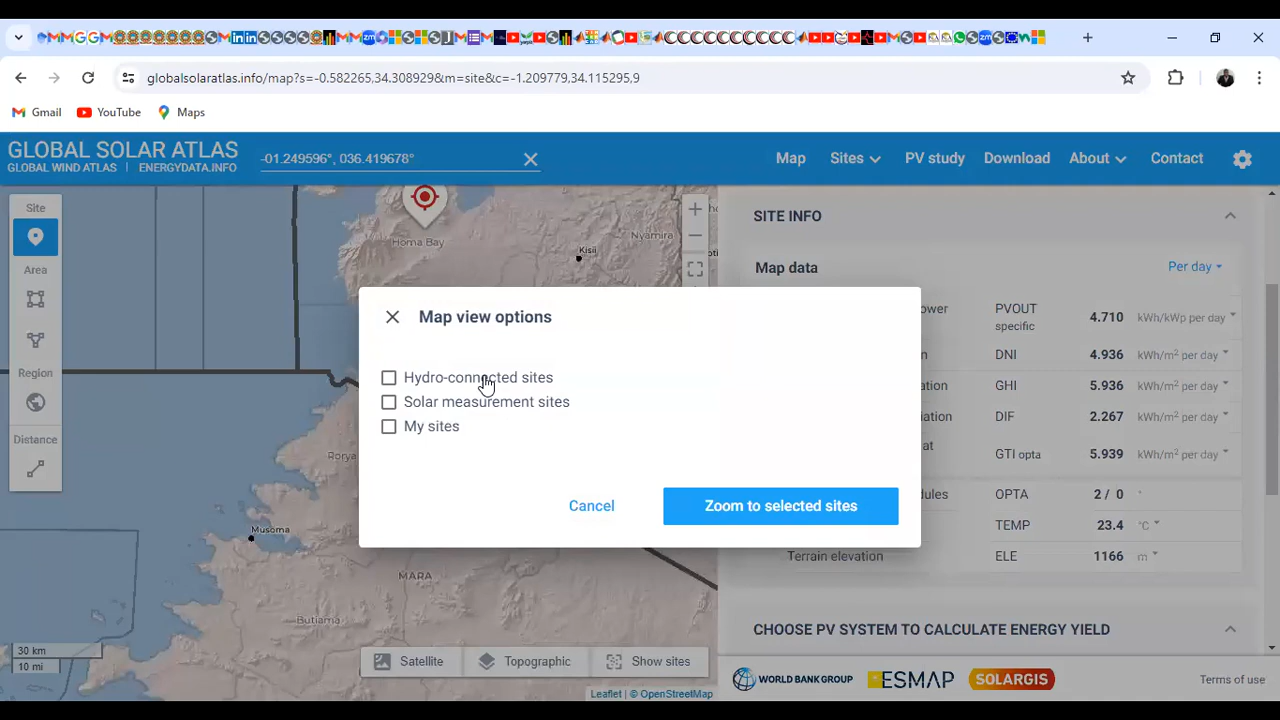 globalsolaratlas.info/map?s=-0.582265,34.308929&m=site&c=-1.209779,34.115295,9
Gmail YouTube Maps
GLOBAL SOLAR ATLAS
GLOBAL WIND ATLAS | ENERGYDATA.INFO
-01.249596°, 036.419678°
Map Sites PV study Download About Contact
Site
Area
Region
Distance
Homa Bay
Kisii
Nyamira
Rorya
Musoma
MARA
Butiama
30 km
10 mi
Satellite Topographic Show sites
Leaflet | © OpenStreetMap
Map view options
Hydro-connected sites
Solar measurement sites
My sites
Cancel Zoom to selected sites
SITE INFO
Map data Per day
PVOUT specific 4.710 kWh/kWp per day
DNI 4.936 kWh/m² per day
GHI 5.936 kWh/m² per day
DIF 2.267 kWh/m² per day
GTI opta 5.939 kWh/m² per day
OPTA 2 / 0 °
TEMP 23.4 °C
Terrain elevation ELE 1166 m
CHOOSE PV SYSTEM TO CALCULATE ENERGY YIELD
WORLD BANK GROUP ESMAP SOLARGIS Terms of use